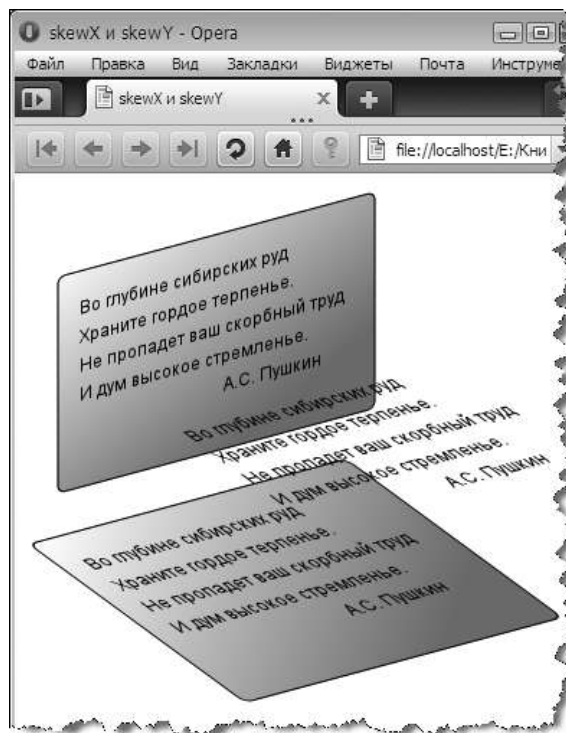 skewX и skewY - Opera
Файл Правка Вид Закладки Виджеты Почта Инструме
skewX и skewY
file://localhost/E:/Кни
Во глубине сибирских руд
Храните гордое терпенье.
Не пропадет ваш скорбный труд
И дум высокое стремленье.
А.С. Пушкин
Во глубине сибирских руд
Храните гордое терпенье.
Не пропадет ваш скорбный труд
И дум высокое стремленье.
А.С. Пушкин
Во глубине сибирских руд
Храните гордое терпенье.
Не пропадет ваш скорбный труд
И дум высокое стремленье.
А.С. Пушкин